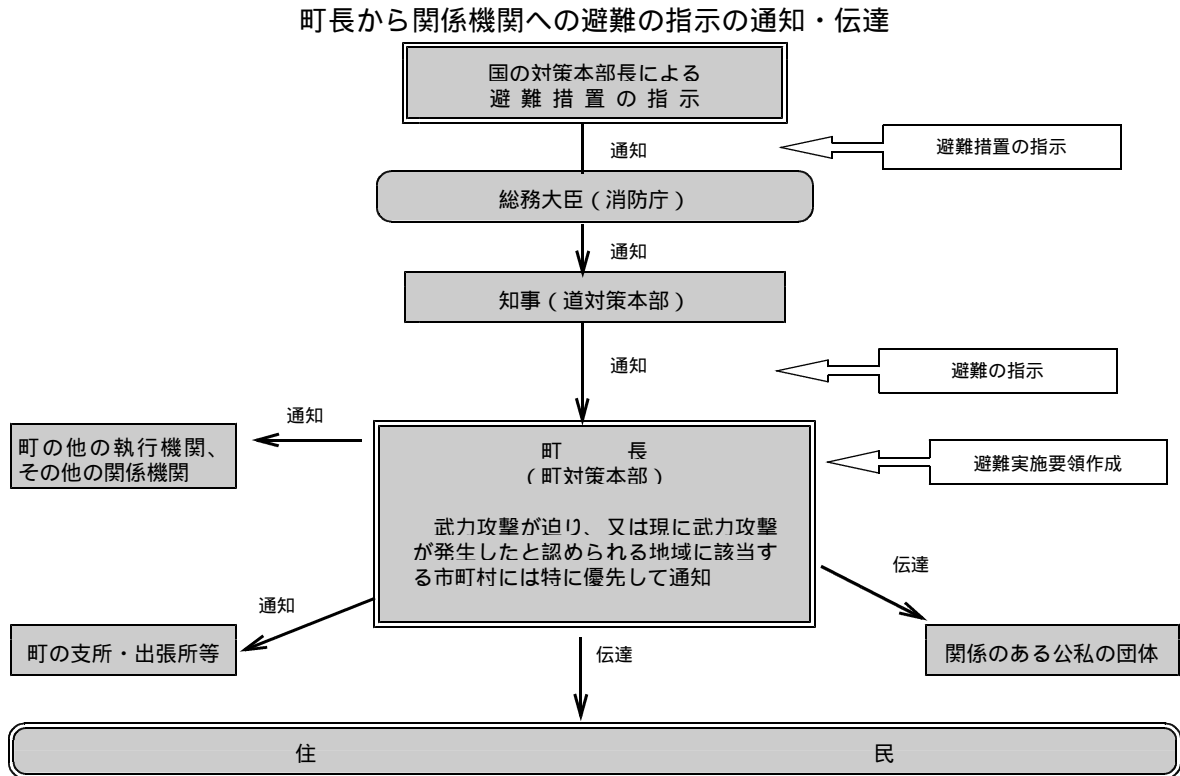 町長から関係機関への避難の指示の通知・伝達
国の対策本部長による
避難措置の指示
通知
避難措置の指示
総務大臣(消防庁)
通知
知事(道対策本部)
通知
避難の指示
通知
町の他の執行機関、
その他の関係機関
町 長
(町対策本部)
武力攻撃が迫り、又は現に武力攻撃
が発生したと認められる地域に該当す
る市町村には特に優先して通知
避難実施要領作成
伝達
通知
町の支所・出張所等
伝達
関係のある公私の団体
住 民